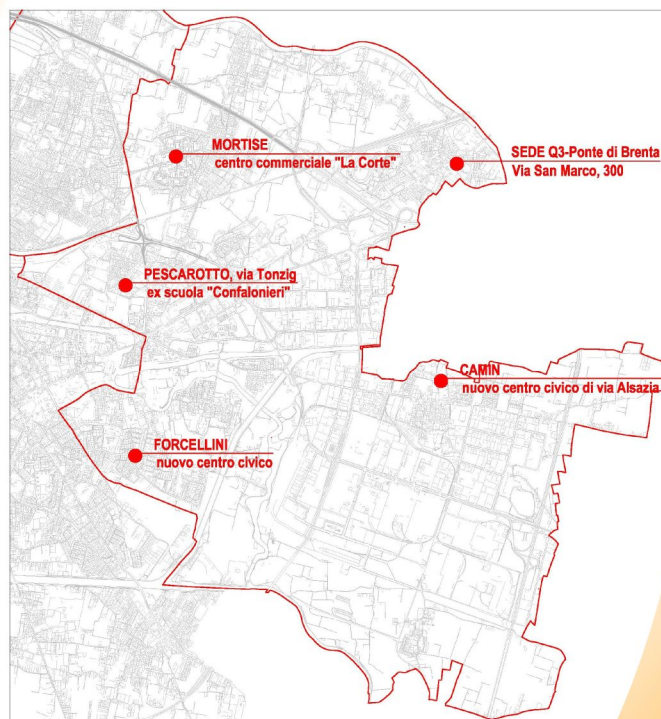 MORTISE
centro commerciale "La Corte"
SEDE Q3-Ponte di Brenta
Via San Marco, 300
PESCAROTTO, via Tonzig
ex scuola "Confalonieri"
CAMIN
nuovo centro civico di via Alsazia
FORCELLINI
nuovo centro civico